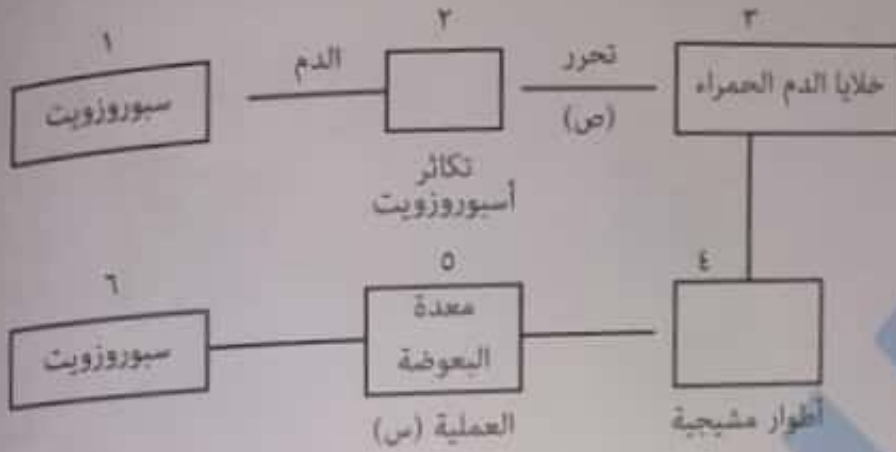 ١
سبوروزويت
الدم
٢
تكاثر
أسبوروزويت
تحرر
(ص)
٣
خلايا الدم الحمراء
٤
أطوار مشيجية
٥
معدة
البعوضة
العملية (س)
٦
سبوروزويت